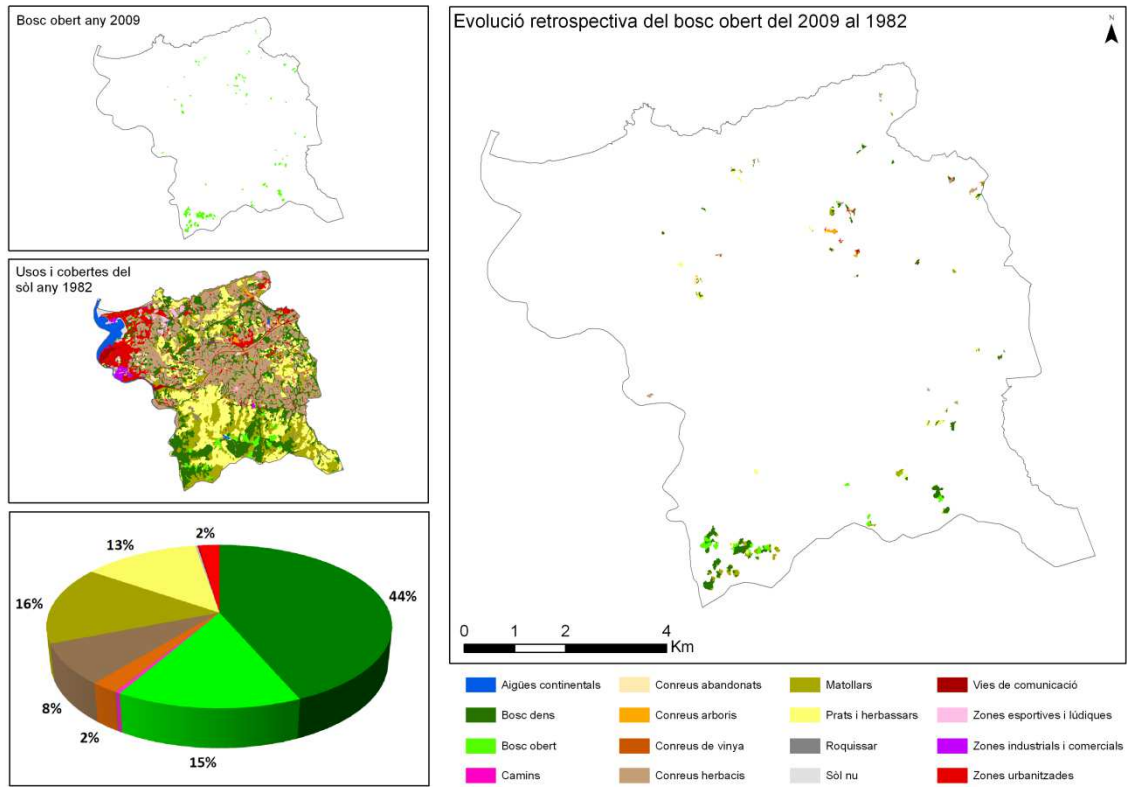 Bosc obert any 2009
Usos i cobertes del
sòl any 1982
2%
13%
44%
16%
8%
2%
15%
Evolució retrospectiva del bosc obert del 2009 al 1982
N
0 1 2 4
Km
Aigües continentals
Bosc dens
Bosc obert
Camins
Conreus abandonats
Conreus arboris
Conreus de vinya
Conreus herbacis
Matollars
Prats i herbassars
Roquissar
Sòl nu
Vies de comunicació
Zones esportives i lúdiques
Zones industrials i comercials
Zones urbanitzades